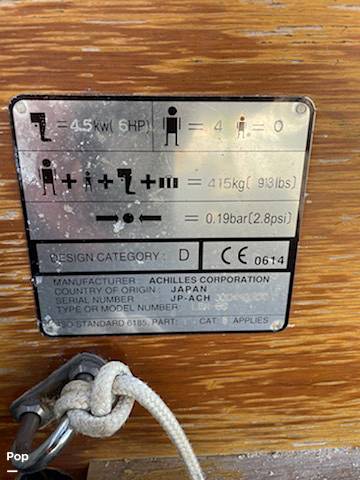 = 4.5kw( 6HP) = 4 = 0
+ + + = 415kg( 913lbs)
= 0.19bar(2.8psi)
DESIGN CATEGORY : D CE 0614
MANUFACTURER : ACHILLES CORPORATION
COUNTRY OF ORIGIN : JAPAN
SERIAL NUMBER JP-ACH
TYPE OR MODEL NUMBER:
ISO STANDARD 6185, PART: 1 CAT APPLIES
Pop